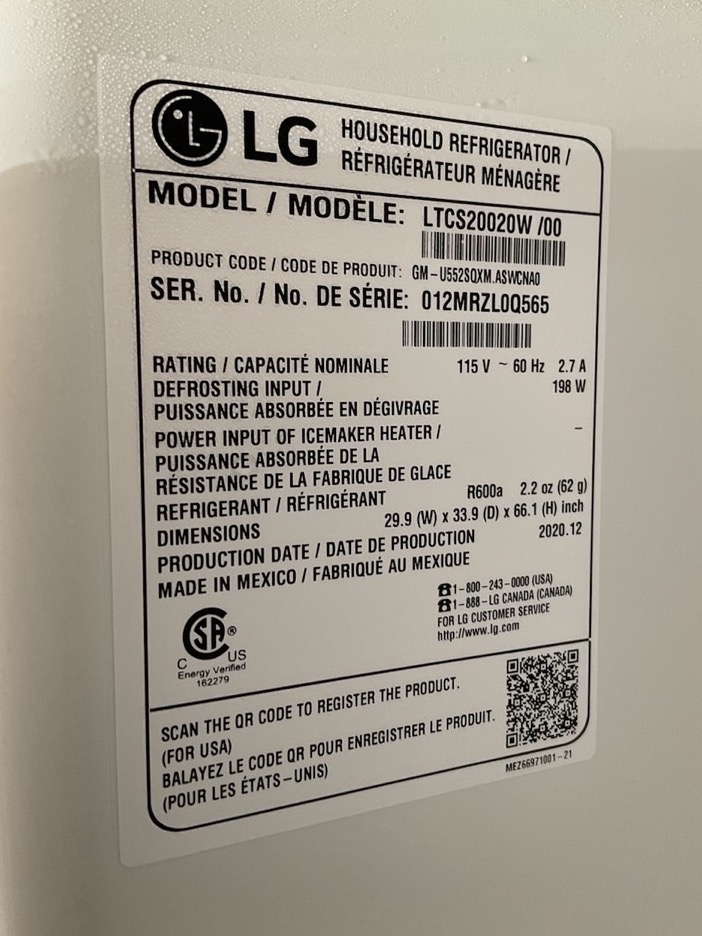 LG HOUSEHOLD REFRIGERATOR /
RÉFRIGÉRATEUR MÉNAGÈRE
MODEL / MODÈLE: LTCS20020W /00
PRODUCT CODE / CODE DE PRODUIT: GM-U552SQXM.ASWCNA0
SER. No. / No. DE SÉRIE: 012MRZL0Q565
RATING / CAPACITÉ NOMINALE 115 V ~ 60 Hz 2.7 A
DEFROSTING INPUT / 198 W
PUISSANCE ABSORBÉE EN DÉGIVRAGE
POWER INPUT OF ICEMAKER HEATER / –
PUISSANCE ABSORBÉE DE LA
RÉSISTANCE DE LA FABRIQUE DE GLACE
REFRIGERANT / RÉFRIGÉRANT R600a 2.2 oz (62 g)
DIMENSIONS 29.9 (W) x 33.9 (D) x 66.1 (H) inch
PRODUCTION DATE / DATE DE PRODUCTION 2020.12
MADE IN MEXICO / FABRIQUÉ AU MEXIQUE
☎1-800-243-0000 (USA)
☎1-888-LG CANADA (CANADA)
FOR LG CUSTOMER SERVICE
http://www.lg.com
CSA®
C US
Energy Verified
162279
SCAN THE QR CODE TO REGISTER THE PRODUCT.
(FOR USA)
BALAYEZ LE CODE QR POUR ENREGISTRER LE PRODUIT.
(POUR LES ÉTATS-UNIS)
MEZ66971001-21